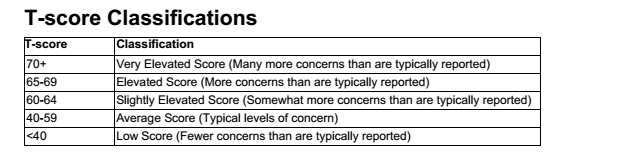 T-score Classifications
T-score Classification
70+ Very Elevated Score (Many more concerns than are typically reported)
65-69 Elevated Score (More concerns than are typically reported)
60-64 Slightly Elevated Score (Somewhat more concerns than are typically reported)
40-59 Average Score (Typical levels of concern)
<40 Low Score (Fewer concerns than are typically reported)